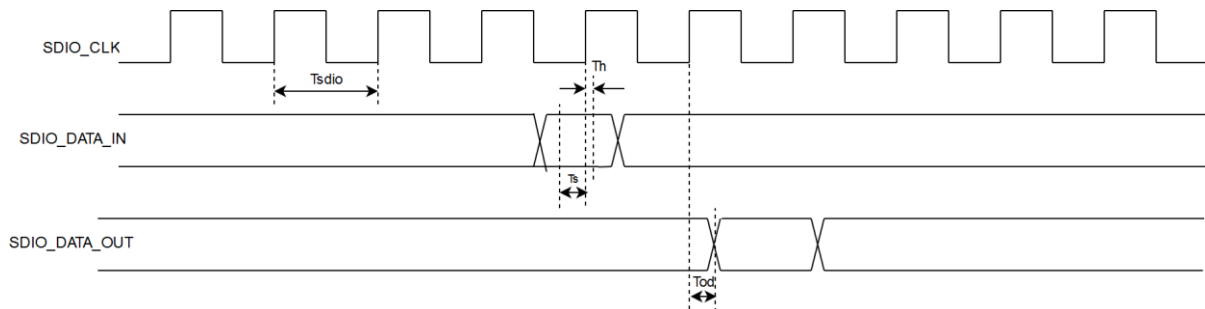 SDIO_CLK
Tsdio
Th
SDIO_DATA_IN
Ts
SDIO_DATA_OUT
Tod